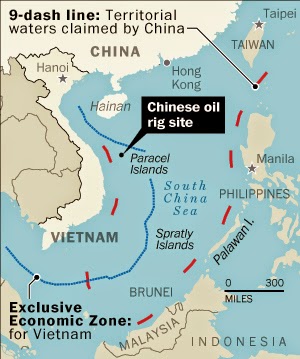 9-dash line: Territorial
waters claimed by China
Taipei
CHINA
TAIWAN
Hanoi
Hong
Kong
Hainan
Chinese oil
rig site
Paracel
Islands
Manila
South
China
Sea
PHILIPPINES
VIETNAM
Spratly
Islands
Palawan I.
0 300
MILES
Exclusive
Economic Zone:
for Vietnam
BRUNEI
MALAYSIA
INDONESIA